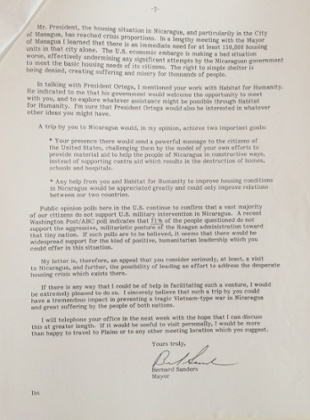 -2-
Mr. President, the housing situation in Nicaragua, and particularly in the City
of Managua, has reached crisis proportions. In a lengthy meeting with the Mayor
of Managua I learned that there is an immediate need for at least 150,000 housing
units in that city alone. The U.S. economic embargo is making a bad situation
worse, effectively undermining any significant attempts by the Nicaraguan government
to meet the basic housing needs of its citizens. The right to simple shelter is
being denied, creating suffering and misery for thousands of people.
In talking with President Ortega, I mentioned your work with Habitat for Humanity.
He indicated to me that his government would welcome the opportunity to meet
with you, and to explore whatever assistance might be possible through Habitat
for Humanity. I'm sure that President Ortega would also be interested in whatever
other ideas you might have.
A trip by you to Nicaragua would, in my opinion, achieve two important goals:
* Your presence there would send a powerful message to the citizens of
the United States, challenging them by the model of your own efforts to
provide material aid to help the people of Nicaragua in constructive ways,
instead of supporting contra aid which results in the destruction of homes,
schools and hospitals.
* Any help from you and Habitat for Humanity to improve housing conditions
in Nicaragua would be appreciated greatly and could only improve relations
between our two countries.
Public opinion polls here in the U.S. continue to confirm that a vast majority
of our citizens do not support U.S. military intervention in Nicaragua. A recent
Washington Post/ABC poll indicates that % of the people questioned do not
support the aggressive, militaristic posture of the Reagan administration toward
that tiny nation. If such polls are to be believed, it seems that there would be
widespread support for the kind of positive, humanitarian leadership which you
could offer in this situation.
My letter is, therefore, an appeal that you consider seriously, at least, a visit
to Nicaragua, and further, the possibility of leading an effort to address the desperate
housing crisis which exists there.
If there is any way that I could be of help in facilitating such a venture, I would
be extremely pleased to do so. I sincerely believe that such a trip by you could
have a tremendous impact in preventing a tragic Vietnam-type war in Nicaragua
and great suffering by the people of both nations.
I will telephone your office in the next week with the hope that I can discuss
this at greater length. If it would be useful to visit personally, I would be more
than happy to travel to Plains or to any other meeting location which you suggest.
Yours truly,
Bernard Sanders
Mayor